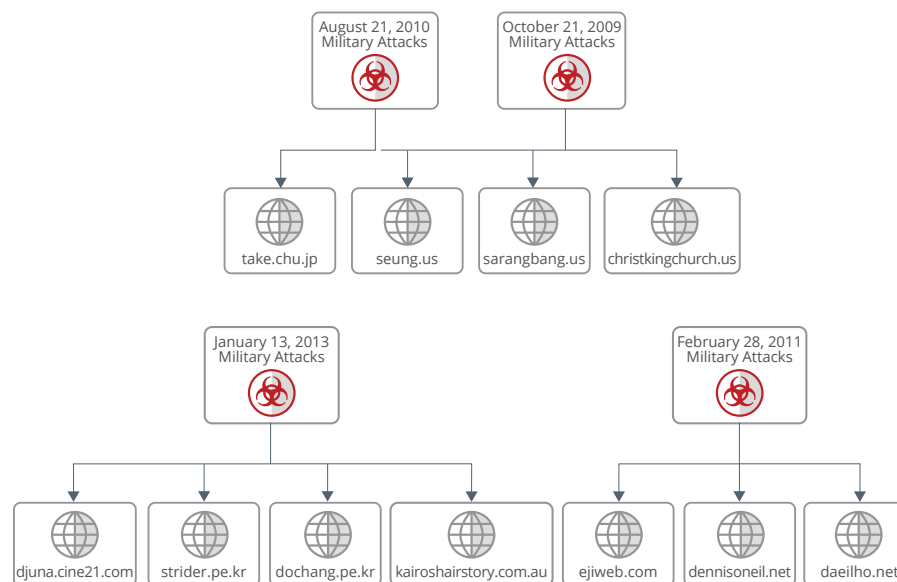 August 21, 2010
Military Attacks
October 21, 2009
Military Attacks
take.chu.jp
seung.us
sarangbang.us
christkingchurch.us
January 13, 2013
Military Attacks
February 28, 2011
Military Attacks
djuna.cine21.com
strider.pe.kr
dochang.pe.kr
kairoshairstory.com.au
ejiweb.com
dennisoneil.net
daeilho.net